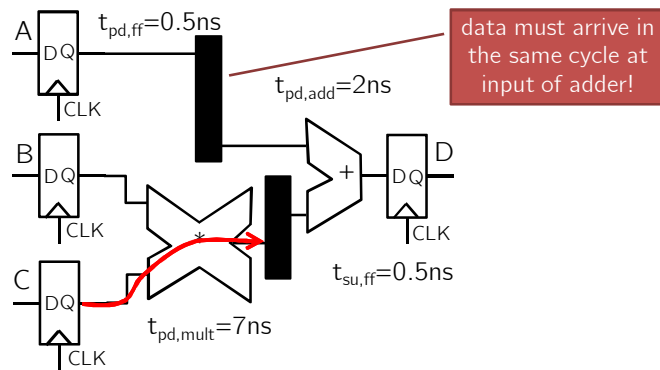 A
t_pd,ff=0.5ns
data must arrive in
the same cycle at
input of adder!
DQ
CLK
t_pd,add=2ns
B
DQ
CLK
*
+
D
DQ
CLK
C
DQ
CLK
t_su,ff=0.5ns
t_pd,mult=7ns